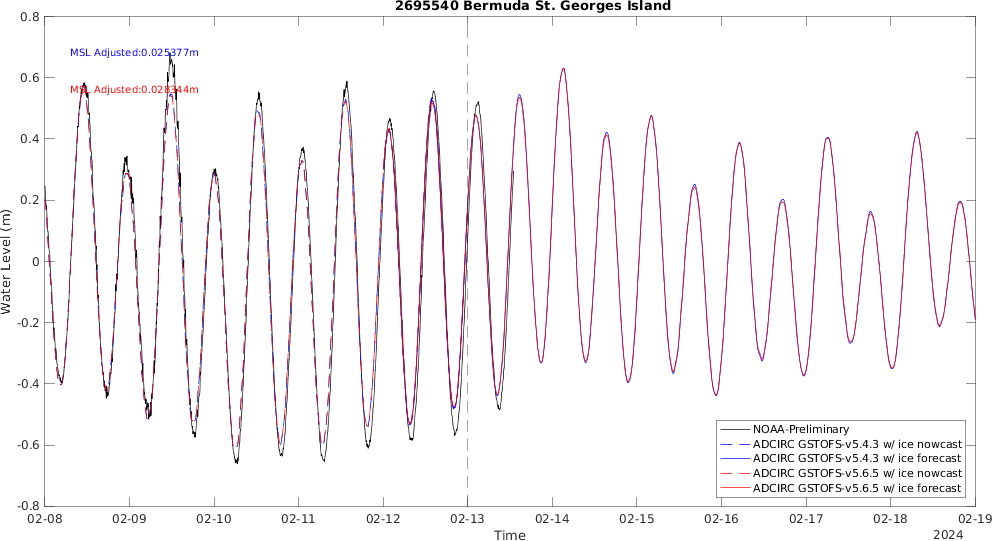 2695540 Bermuda St. Georges Island
MSL Adjusted:0.025377m
MSL Adjusted:0.028344m
0.8
0.6
0.4
0.2
0
-0.2
-0.4
-0.6
-0.8
Water Level (m)
NOAA-Preliminary
ADCIRC GSTOFS-v5.4.3 w/ ice nowcast
ADCIRC GSTOFS-v5.4.3 w/ ice forecast
ADCIRC GSTOFS-v5.6.5 w/ ice nowcast
ADCIRC GSTOFS-v5.6.5 w/ ice forecast
02-08 02-09 02-10 02-11 02-12 02-13 02-14 02-15 02-16 02-17 02-18 02-19
Time
2024